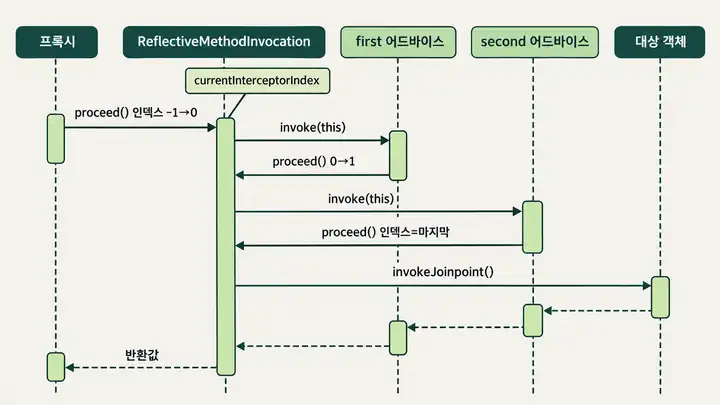 프록시
ReflectiveMethodInvocation
first 어드바이스
second 어드바이스
대상 객체
currentInterceptorIndex
proceed() 인덱스 −1→0
invoke(this)
proceed() 0→1
invoke(this)
proceed() 인덱스=마지막
invokeJoinpoint()
반환값